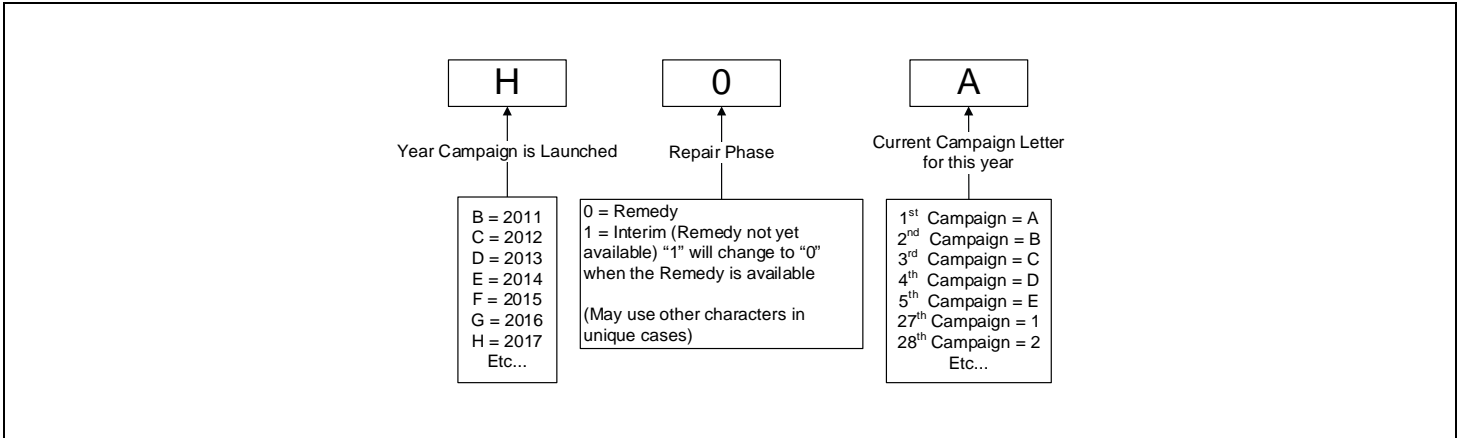 H
0
A
Year Campaign is Launched
Repair Phase
Current Campaign Letter
for this year
B = 2011
C = 2012
D = 2013
E = 2014
F = 2015
G = 2016
H = 2017
Etc...
0 = Remedy
1 = Interim (Remedy not yet
available) “1” will change to “0”
when the Remedy is available
(May use other characters in
unique cases)
1st Campaign = A
2nd Campaign = B
3rd Campaign = C
4th Campaign = D
5th Campaign = E
27th Campaign = 1
28th Campaign = 2
Etc...